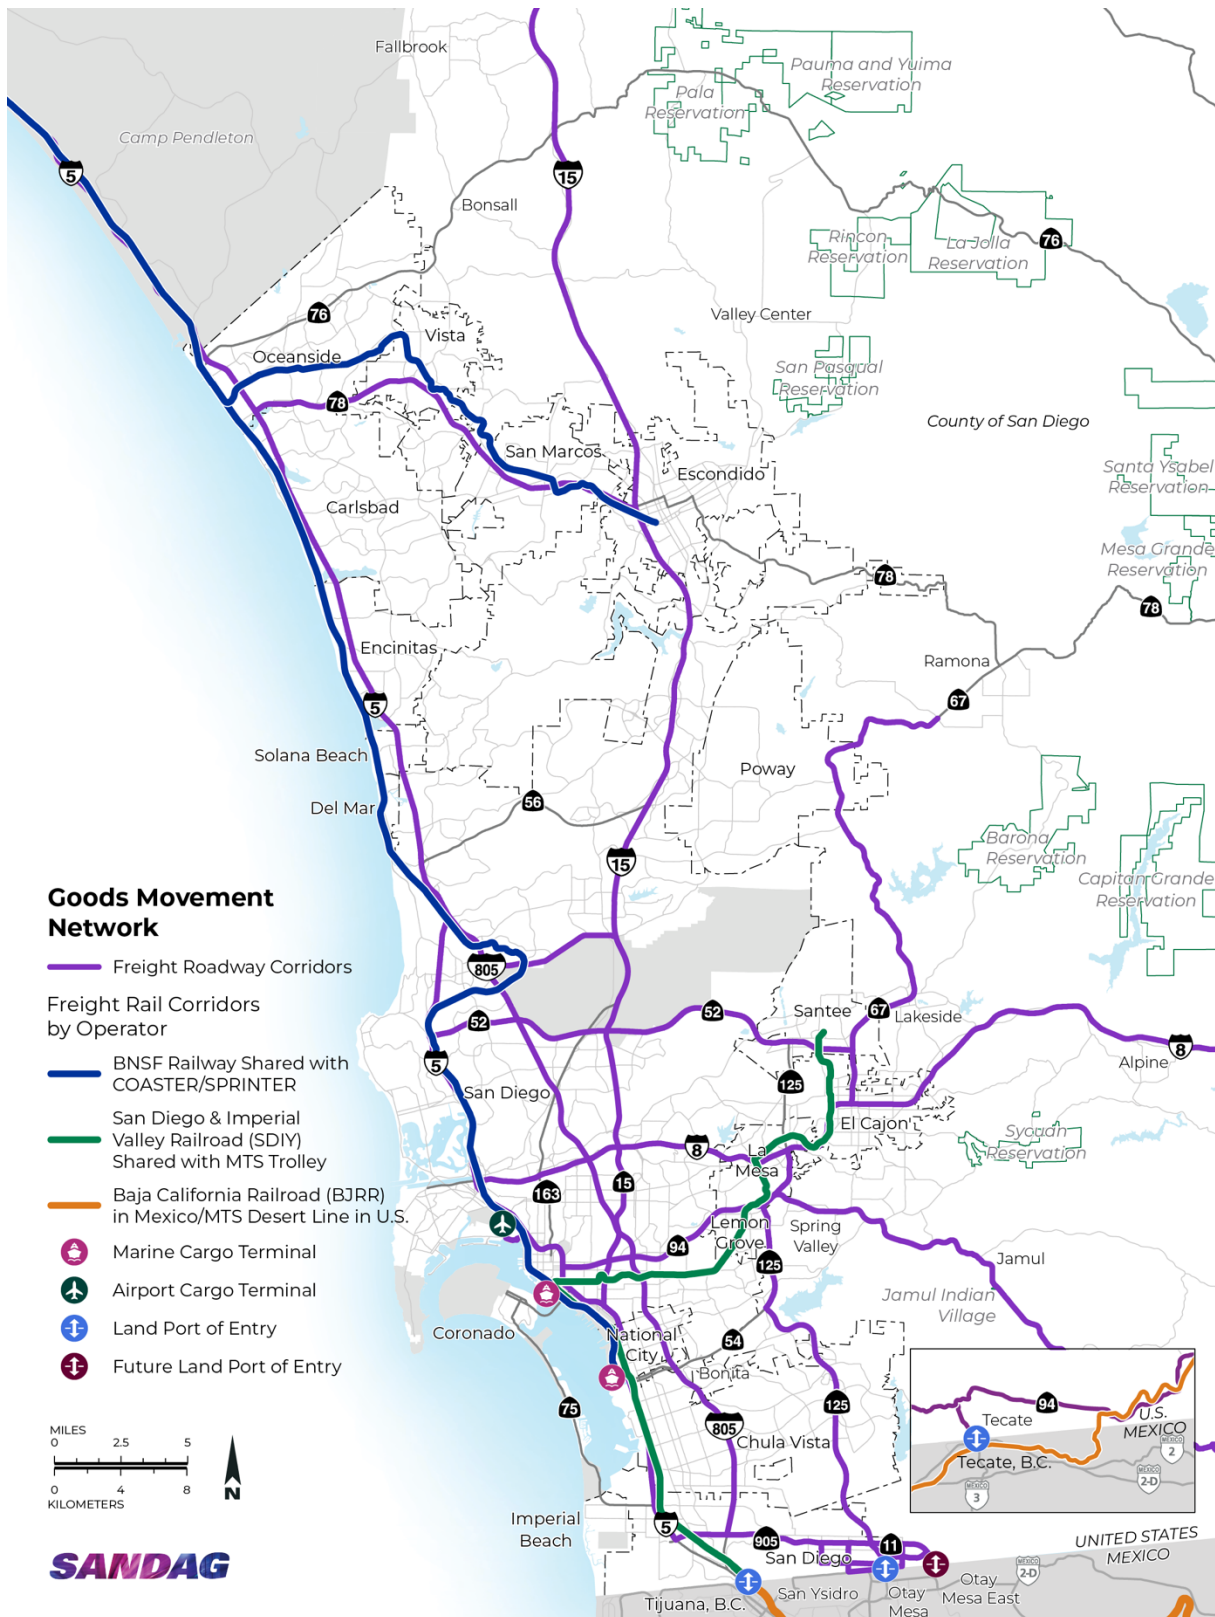 Fallbrook
Pauma and Yuima
Reservation
Pala
Reservation
Camp Pendleton
5
15
Bonsall
Rincon
Reservation
La Jolla
Reservation
76
76
Valley Center
Vista
Oceanside
San Pasqual
Reservation
78
County of San Diego
San Marcos
Escondido
Santa Ysabel
Reservation
Carlsbad
Mesa Grande
Reservation
78
78
Encinitas
Ramona
67
5
Solana Beach
Poway
Del Mar
56
Barona
Reservation
15
Capitan Grande
Reservation
Goods Movement
Network
Freight Roadway Corridors
Freight Rail Corridors
by Operator
BNSF Railway Shared with
COASTER/SPRINTER
San Diego & Imperial
Valley Railroad (SDIY)
Shared with MTS Trolley
Baja California Railroad (BJRR)
in Mexico/MTS Desert Line in U.S.
Marine Cargo Terminal
Airport Cargo Terminal
Land Port of Entry
Future Land Port of Entry
805
52
52
Santee
67
Lakeside
5
8
Alpine
125
San Diego
El Cajon
Sycuan
Reservation
8
La
Mesa
15
163
Lemon
Grove
Spring
Valley
94
125
Jamul
Jamul Indian
Village
Coronado
National
City
54
Bonita
75
125
805
Chula Vista
94
Tecate
U.S.
MEXICO
MEXICO
2
Tecate, B.C.
MEXICO
2-D
MEXICO
3
MILES
0 2.5 5
0 4 8
KILOMETERS
N
Imperial
Beach
5
905
11
San Diego
UNITED STATES
MEXICO
MEXICO
2-D
San Ysidro
Otay
Mesa
Otay
Mesa East
Tijuana, B.C.
SANDAG